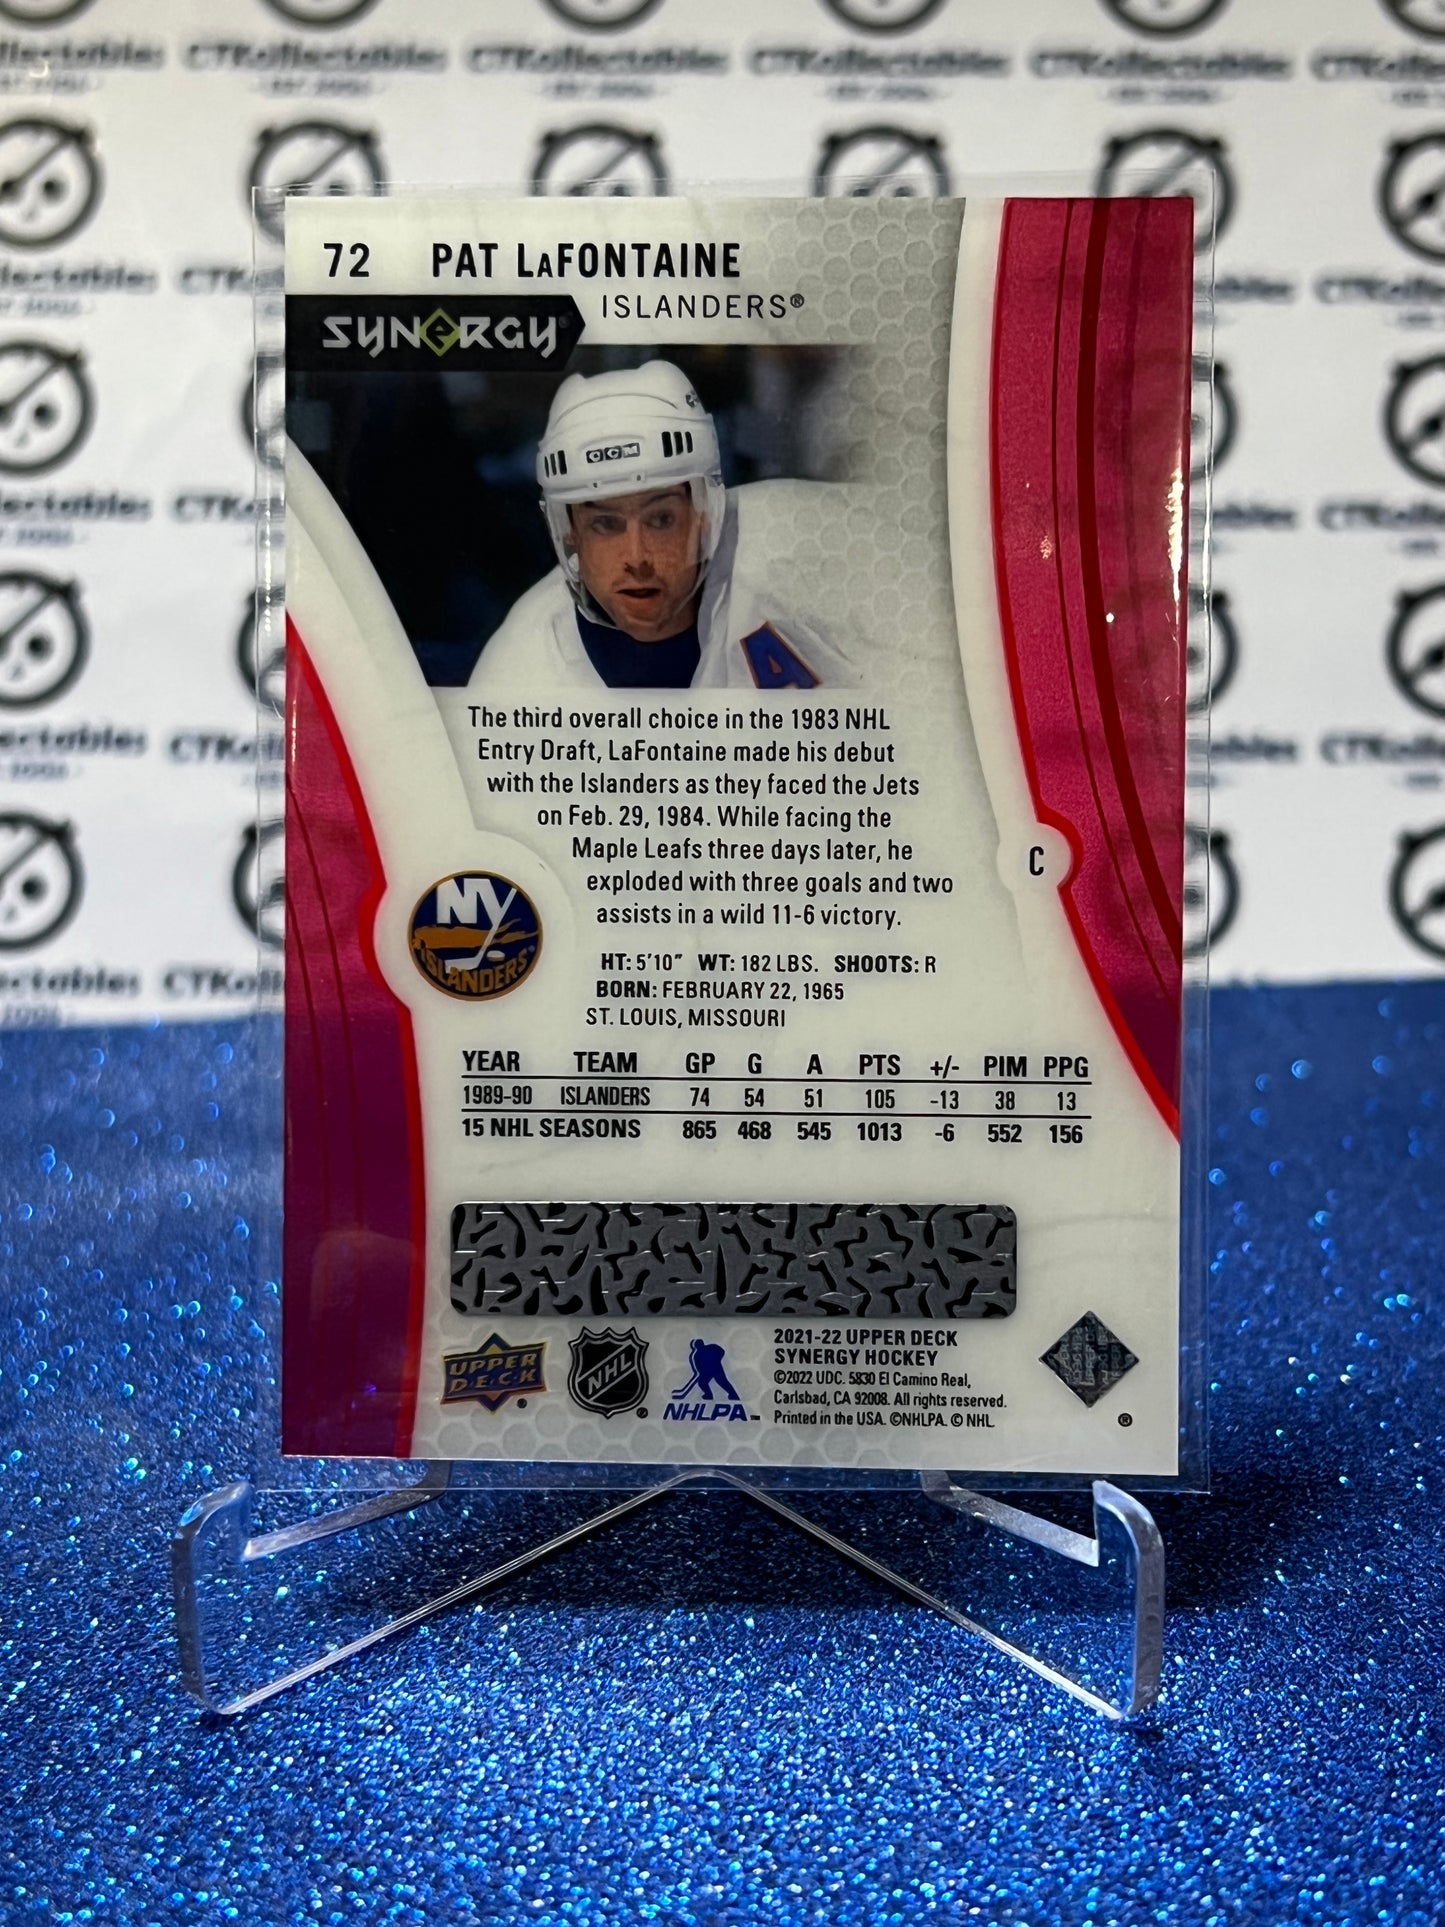 CTKollectables CTKollectables CTKollectables CTKollectables
72 PAT LaFONTAINE
ISLANDERS®
SYNERGY
CCM
A
The third overall choice in the 1983 NHL
Entry Draft, LaFontaine made his debut
with the Islanders as they faced the Jets
on Feb. 29, 1984. While facing the
Maple Leafs three days later, he
exploded with three goals and two
assists in a wild 11-6 victory.
C
NY
ISLANDERS
HT: 5'10" WT: 182 LBS. SHOOTS: R
BORN: FEBRUARY 22, 1965
ST. LOUIS, MISSOURI
YEAR TEAM GP G A PTS +/- PIM PPG
1989-90 ISLANDERS 74 54 51 105 -13 38 13
15 NHL SEASONS 865 468 545 1013 -6 552 156
UPPER
D·E·C·K
NHL
NHLPA™
2021-22 UPPER DECK
SYNERGY HOCKEY
©2022 UDC. 5830 El Camino Real,
Carlsbad, CA 92008. All rights reserved.
Printed in the USA. ©NHLPA. © NHL
®